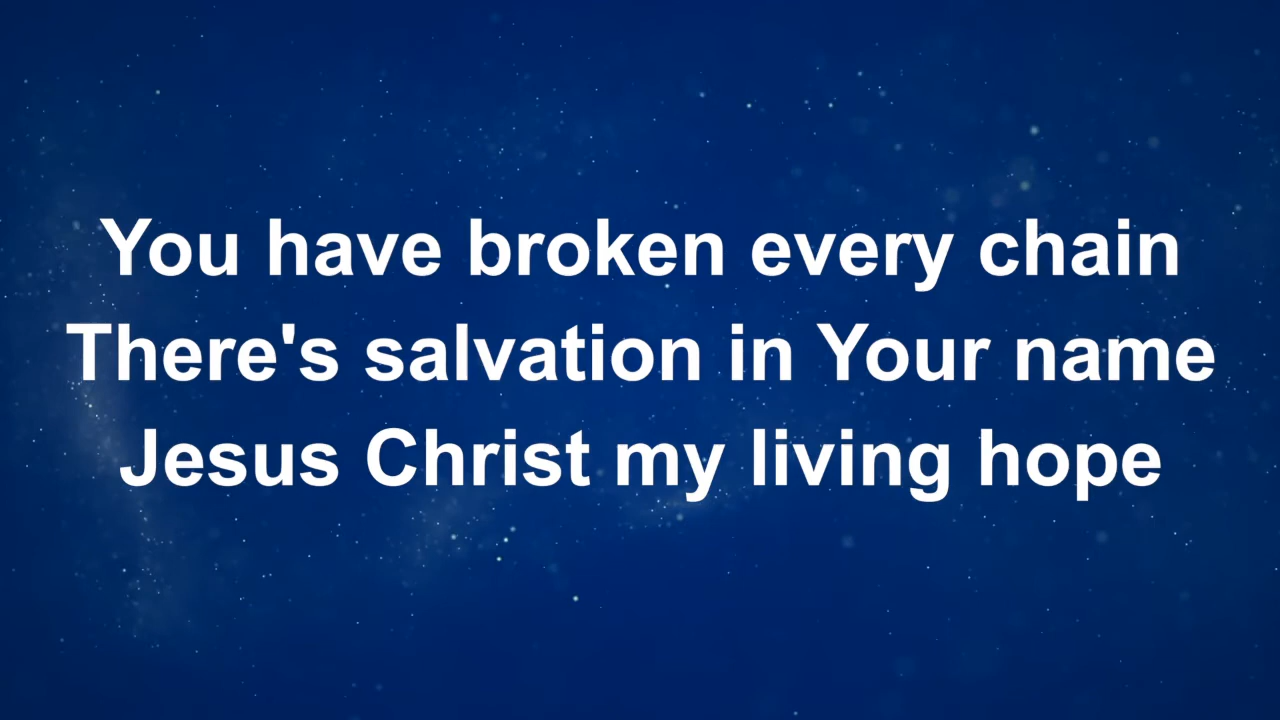 You have broken every chain
There's salvation in Your name
Jesus Christ my living hope